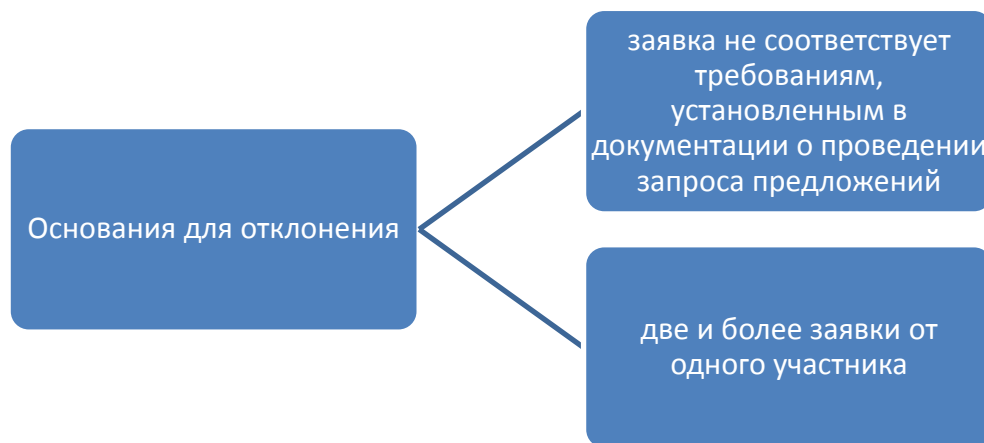 Основания для отклонения
заявка не соответствует
требованиям,
установленным в
документации о проведении
запроса предложений
две и более заявки от
одного участника